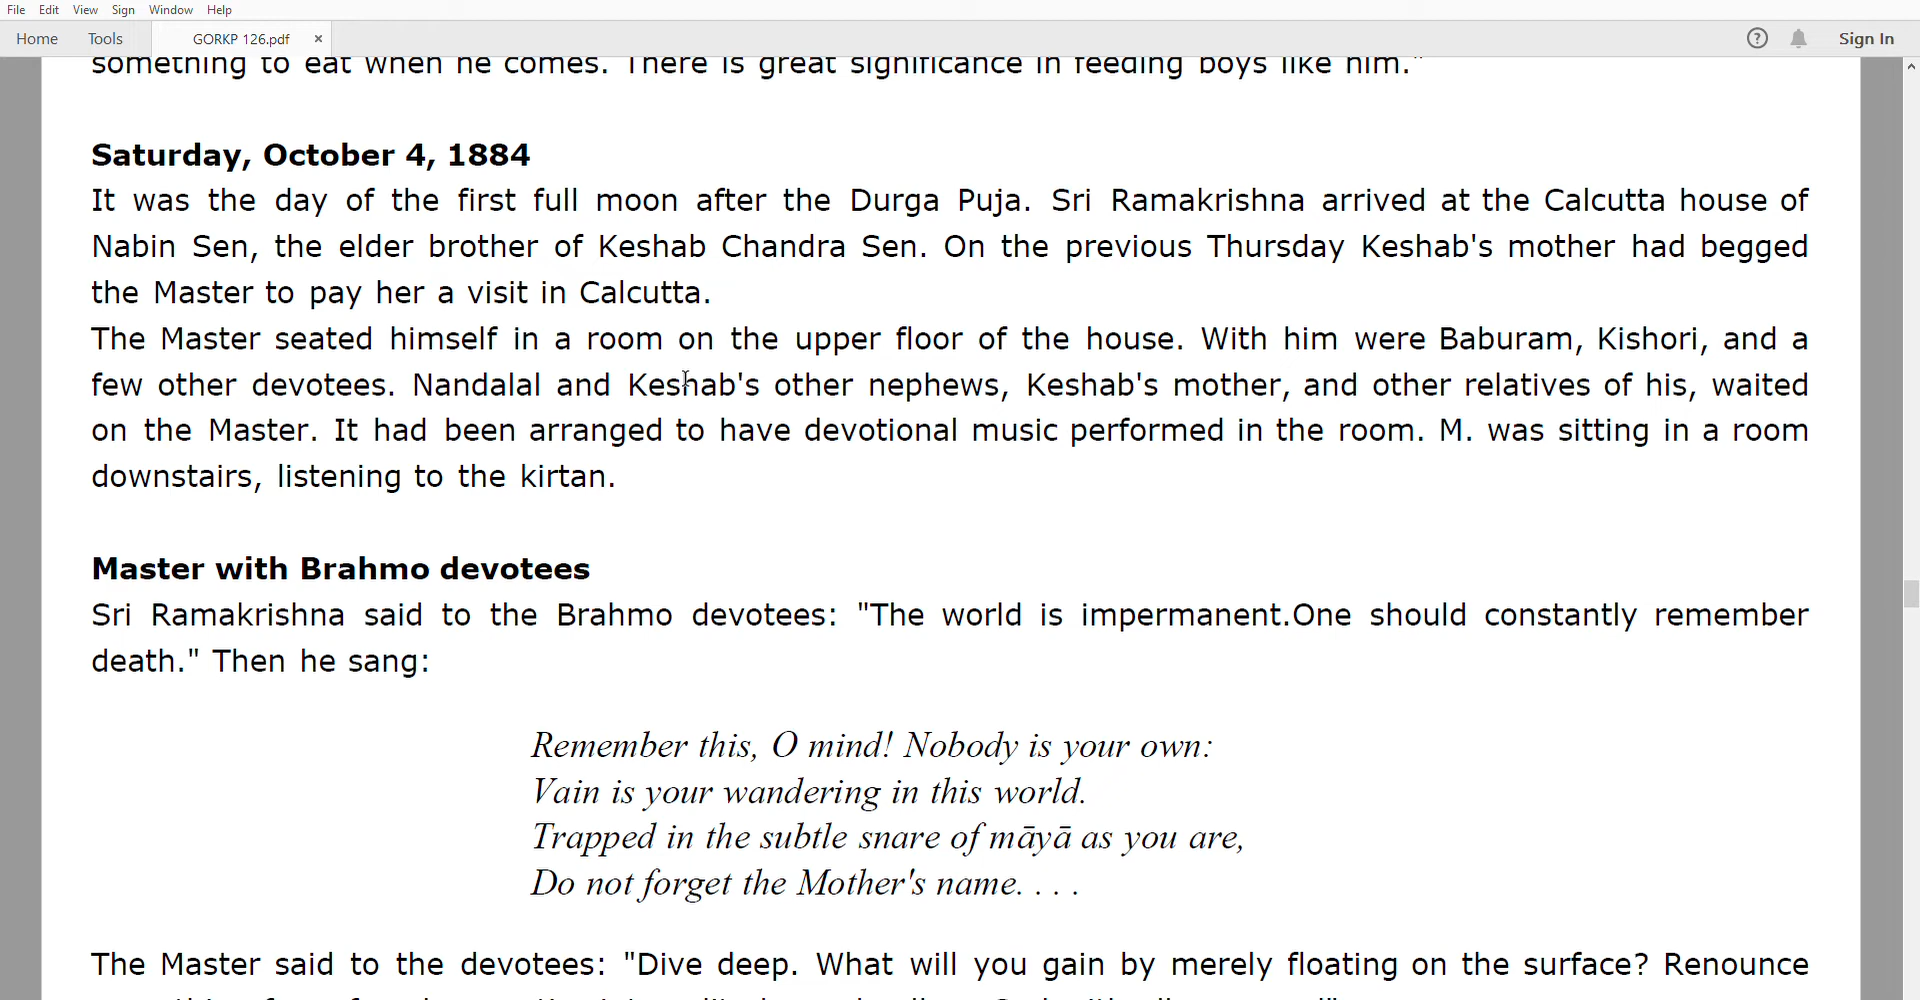 File Edit View Sign Window Help
Home Tools GORKP 126.pdf × ? Sign In
something to eat when he comes. There is great significance in feeding boys like him."
Saturday, October 4, 1884
It was the day of the first full moon after the Durga Puja. Sri Ramakrishna arrived at the Calcutta house of
Nabin Sen, the elder brother of Keshab Chandra Sen. On the previous Thursday Keshab's mother had begged
the Master to pay her a visit in Calcutta.
The Master seated himself in a room on the upper floor of the house. With him were Baburam, Kishori, and a
few other devotees. Nandalal and Keshab's other nephews, Keshab's mother, and other relatives of his, waited
on the Master. It had been arranged to have devotional music performed in the room. M. was sitting in a room
downstairs, listening to the kirtan.
Master with Brahmo devotees
Sri Ramakrishna said to the Brahmo devotees: "The world is impermanent.One should constantly remember
death." Then he sang:
Remember this, O mind! Nobody is your own:
Vain is your wandering in this world.
Trapped in the subtle snare of māyā as you are,
Do not forget the Mother's name. . . .
The Master said to the devotees: "Dive deep. What will you gain by merely floating on the surface? Renounce